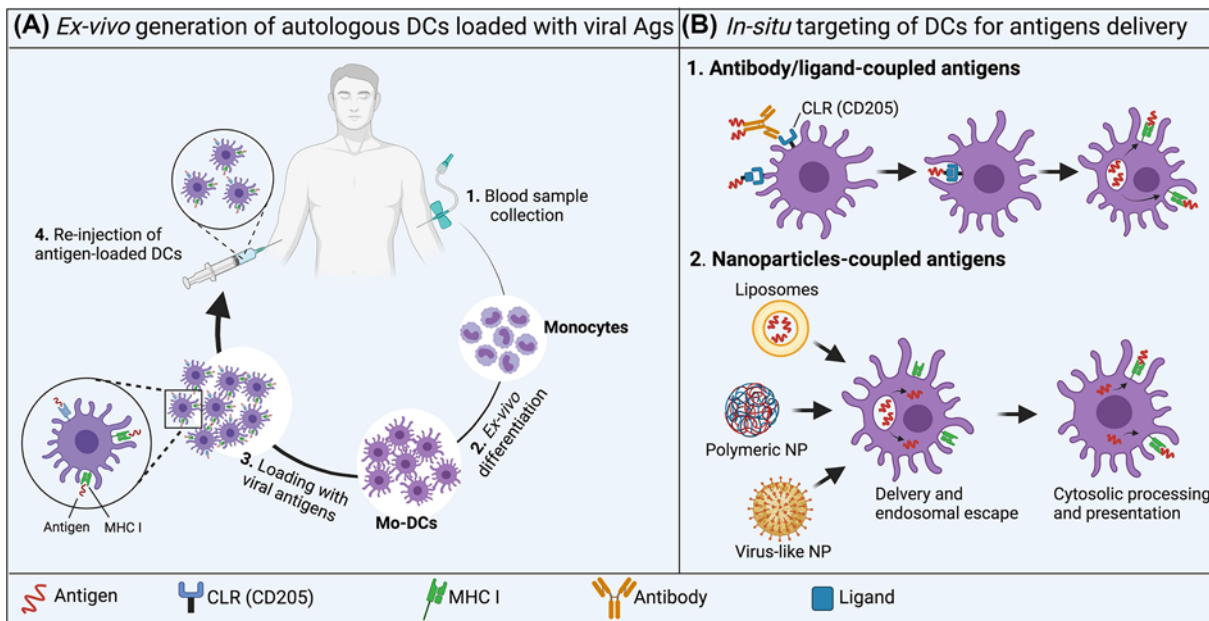 (A) Ex-vivo generation of autologous DCs loaded with viral Ags
1. Blood sample
collection
4. Re-injection of
antigen-loaded DCs
Monocytes
2. Ex-vivo
differentiation
Mo-DCs
3. Loading with
viral antigens
Antigen
MHC I
(B) In-situ targeting of DCs for antigens delivery
1. Antibody/ligand-coupled antigens
CLR (CD205)
2. Nanoparticles-coupled antigens
Liposomes
Polymeric NP
Virus-like NP
Delvery and
endosomal escape
Cytosolic processing
and presentation
Antigen
CLR (CD205)
MHC I
Antibody
Ligand